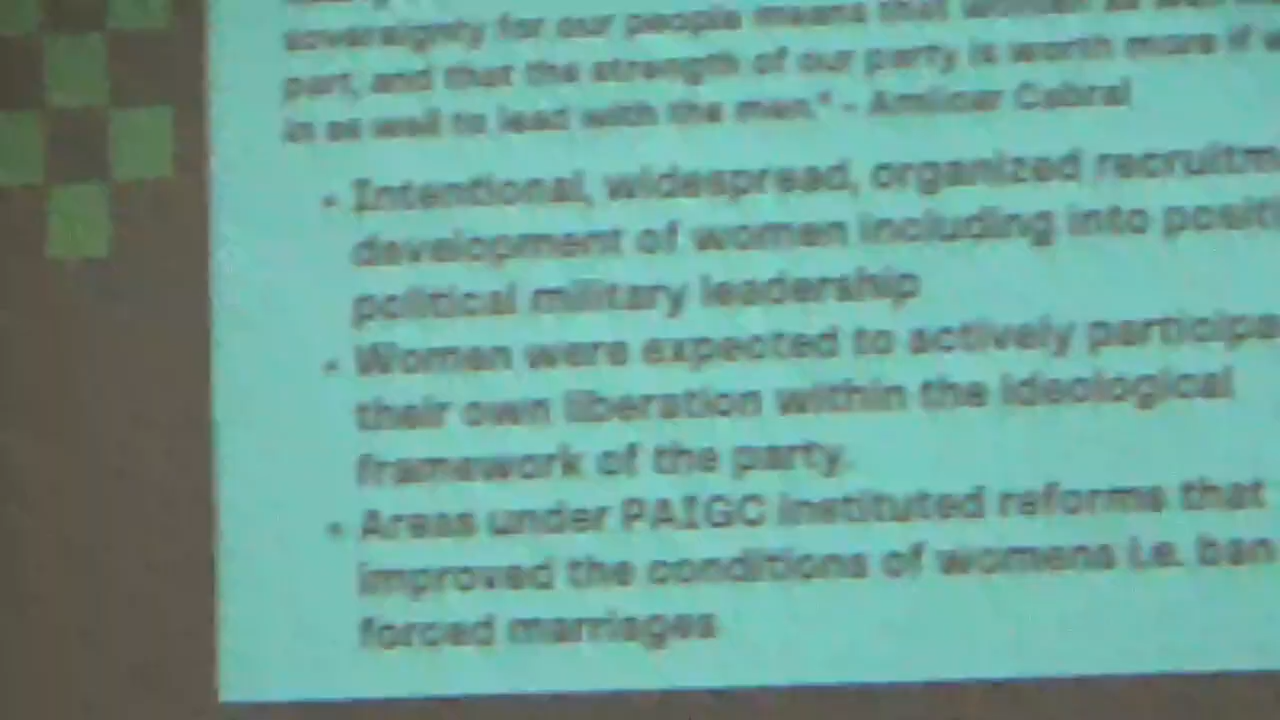 sovereignty for our people means that women as well
part, and that the strength of our party is worth more if
in as well to lead with the men." - Amilcar Cabral
• Intentional, widespread, organized recruitm
development of women including into positi
political military leadership
• Women were expected to actively participa
their own liberation within the ideological
framework of the party.
• Areas under PAIGC instituted reforms that
improved the conditions of womens i.e. ban
forced marriages